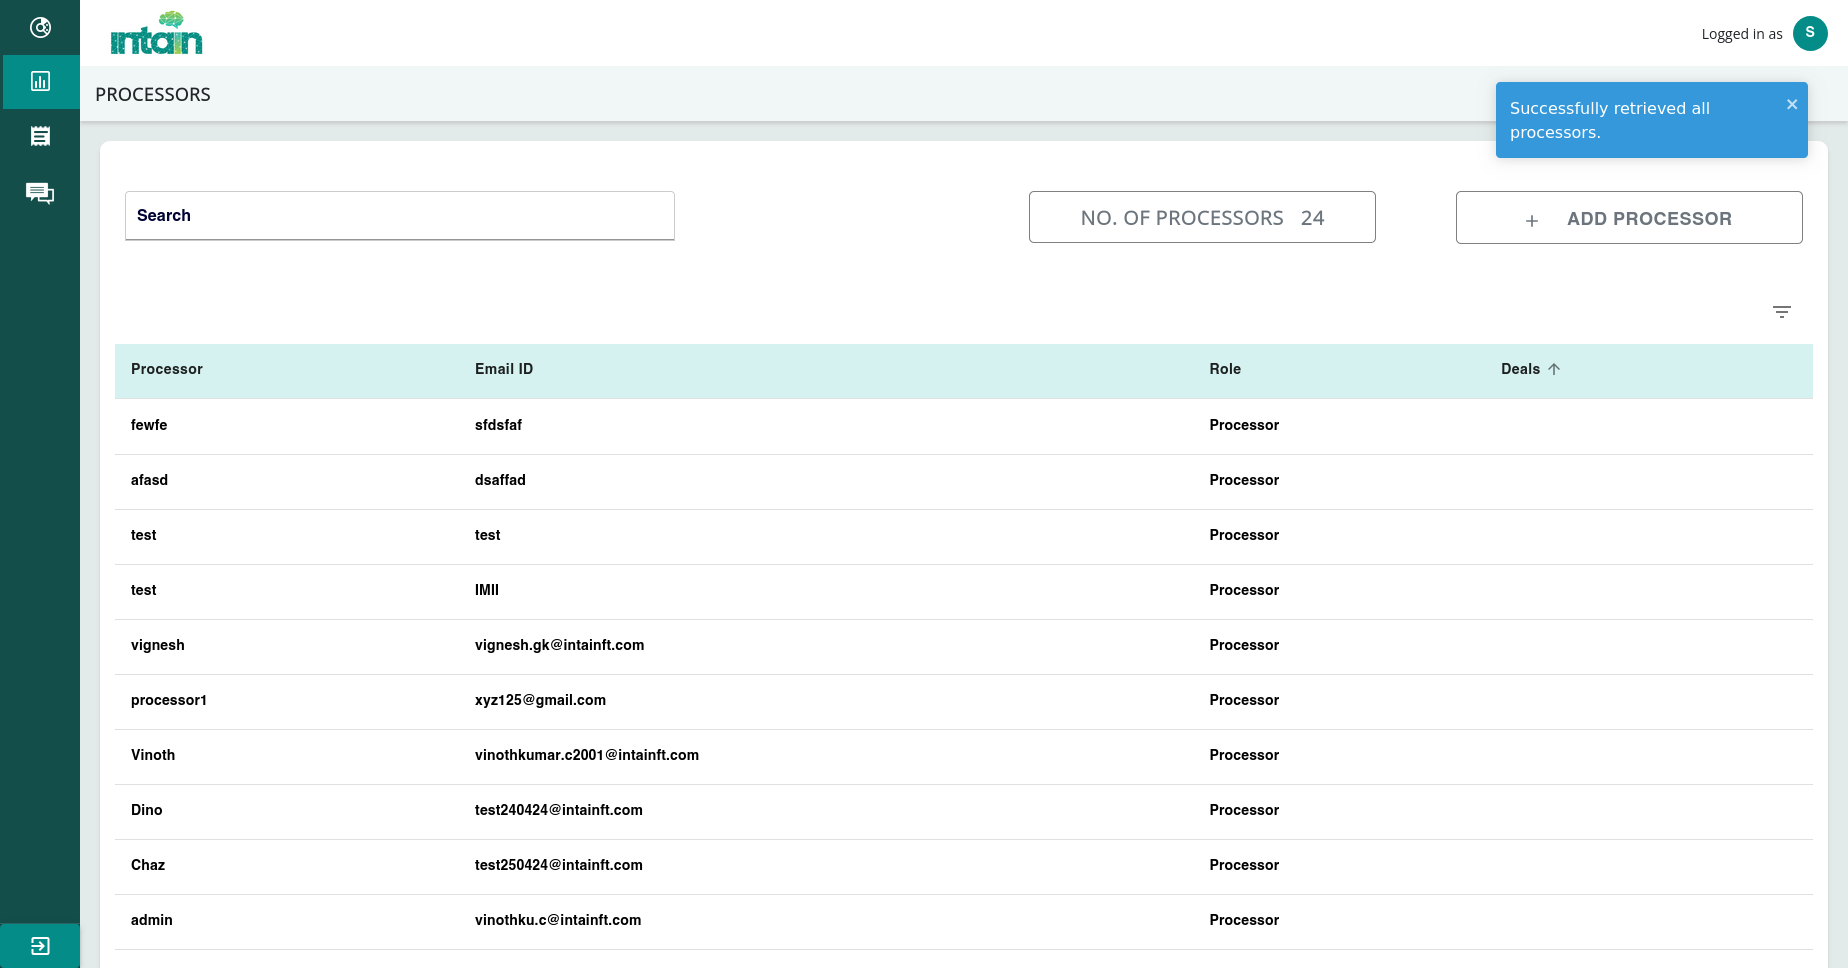 intain
Logged in as S
PROCESSORS
Successfully retrieved all
processors.
Search
NO. OF PROCESSORS 24
+ ADD PROCESSOR
Processor Email ID Role Deals
fewfe sfdsfaf Processor
afasd dsaffad Processor
test test Processor
test IMII Processor
vignesh vignesh.gk@intainft.com Processor
processor1 xyz125@gmail.com Processor
Vinoth vinothkumar.c2001@intainft.com Processor
Dino test240424@intainft.com Processor
Chaz test250424@intainft.com Processor
admin vinothku.c@intainft.com Processor